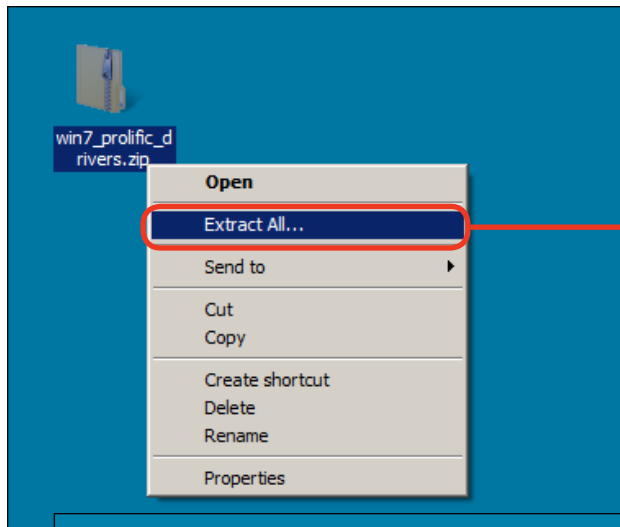 win7_prolific_d
rivers.zip
Open
Extract All...
Send to
Cut
Copy
Create shortcut
Delete
Rename
Properties